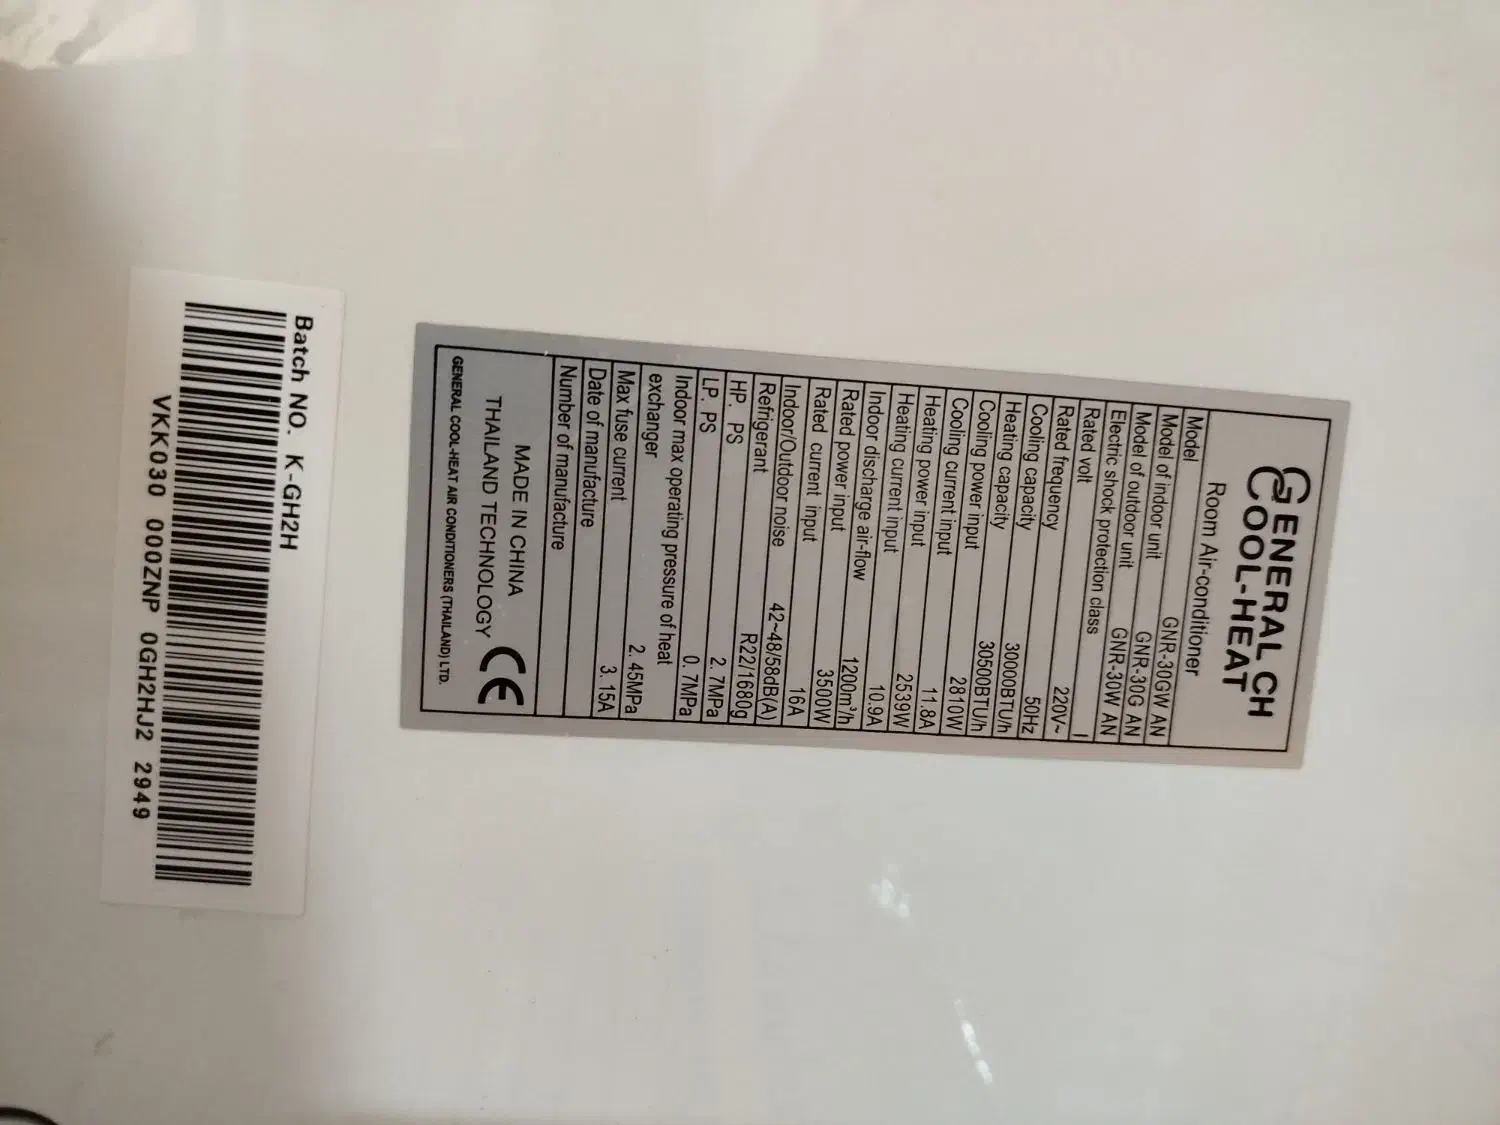 GENERAL CH
COOL-HEAT
Room Air-conditioner
Model GNR-30GW AN
Model of indoor unit GNR-30G AN
Model of outdoor unit GNR-30W AN
Electric shock protection class I
Rated volt 220V~
Rated frequency 50Hz
Cooling capacity 30000BTU/h
Heating capacity 30500BTU/h
Cooling power input 2810W
Cooling current input 11.8A
Heating power input 2539W
Heating current input 10.9A
Indoor discharge air-flow 1200m³/h
Rated power input 3500W
Rated current input 16A
Indoor/Outdoor noise 42~48/58dB(A)
Refrigerant R22/1680g
HP. PS 2.7MPa
LP. PS 0.7MPa
Indoor max operating pressure of heat
exchanger 2.45MPa
Max fuse current 3.15A
Date of manufacture
Number of manufacture
MADE IN CHINA
THAILAND TECHNOLOGY CE
GENERAL COOL-HEAT AIR CONDITIONERS (THAILAND) LTD.
Batch NO. K-GH2H
VKK030 000ZNP 0GH2HJ2 2949